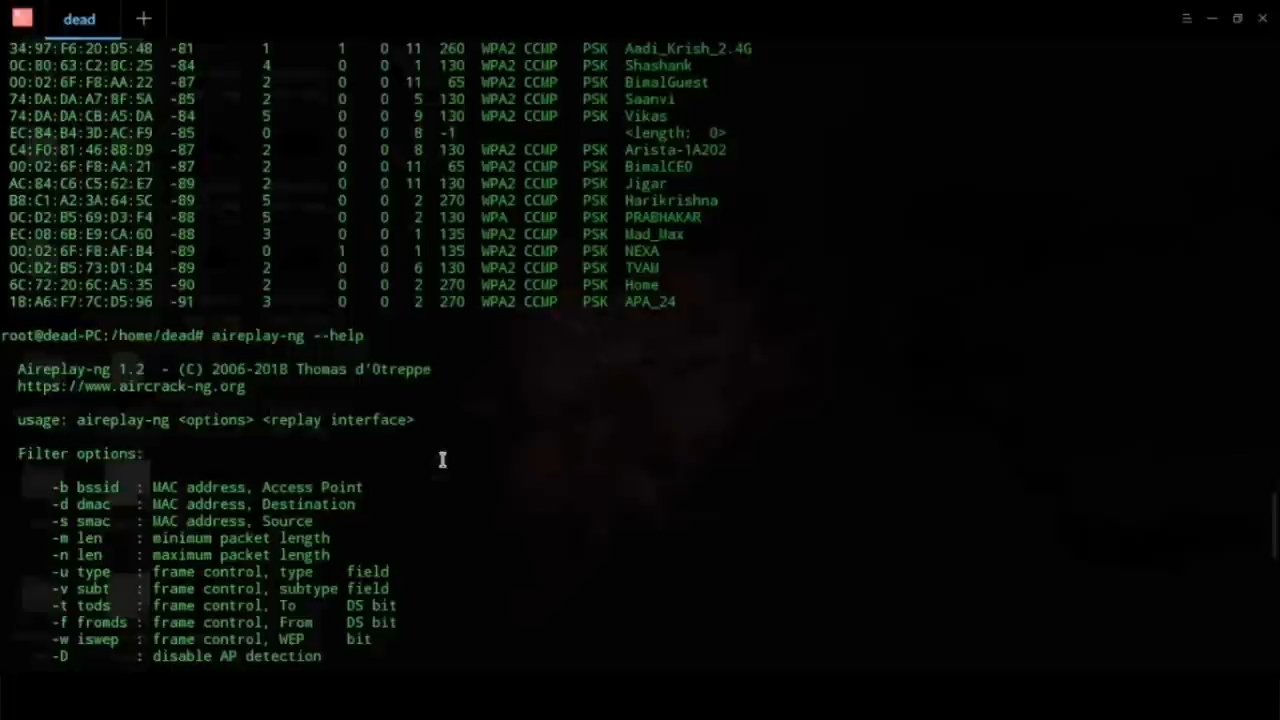 dead
34:97:F6:20:D5:48 -81 1 1 0 11 260 WPA2 CCMP PSK Aadi_Krish_2.4G
0C:B0:63:C2:BC:25 -84 4 0 0 1 130 WPA2 CCMP PSK Shashank
00:02:6F:F8:AA:22 -87 2 0 0 11 65 WPA2 CCMP PSK BimalGuest
74:DA:DA:A7:BF:5A -85 2 0 0 5 130 WPA2 CCMP PSK Saanvi
74:DA:DA:CB:A5:DA -84 5 0 0 9 130 WPA2 CCMP PSK Vikas
EC:84:B4:3D:AC:F9 -85 0 0 0 8 -1 <length: 0>
C4:F0:81:46:88:D9 -87 2 0 0 8 130 WPA2 CCMP PSK Arista-1A202
00:02:6F:F8:AA:21 -87 2 0 0 11 65 WPA2 CCMP PSK BimalCEO
AC:84:C6:C5:62:E7 -89 2 0 0 11 130 WPA2 CCMP PSK Jigar
B8:C1:A2:3A:64:5C -89 5 0 0 2 270 WPA2 CCMP PSK Harikrishna
0C:D2:B5:69:D3:F4 -88 5 0 0 2 130 WPA CCMP PSK PRABHAKAR
EC:08:6B:E9:CA:60 -88 3 0 0 1 135 WPA2 CCMP PSK Mad_Max
00:02:6F:F8:AF:B4 -89 0 1 0 1 135 WPA2 CCMP PSK NEXA
0C:D2:B5:73:D1:D4 -89 2 0 0 6 130 WPA2 CCMP PSK TVAM
6C:72:20:6C:A5:35 -90 2 0 0 2 270 WPA2 CCMP PSK Home
18:A6:F7:7C:D5:96 -91 3 0 0 2 270 WPA2 CCMP PSK APA_24
root@dead-PC:/home/dead# aireplay-ng --help
Aireplay-ng 1.2 - (C) 2006-2018 Thomas d'Otreppe
https://www.aircrack-ng.org
usage: aireplay-ng <options> <replay interface>
Filter options:
-b bssid : MAC address, Access Point
-d dmac : MAC address, Destination
-s smac : MAC address, Source
-m len : minimum packet length
-n len : maximum packet length
-u type : frame control, type field
-v subt : frame control, subtype field
-t tods : frame control, To DS bit
-f fromds : frame control, From DS bit
-w iswep : frame control, WEP bit
-D : disable AP detection